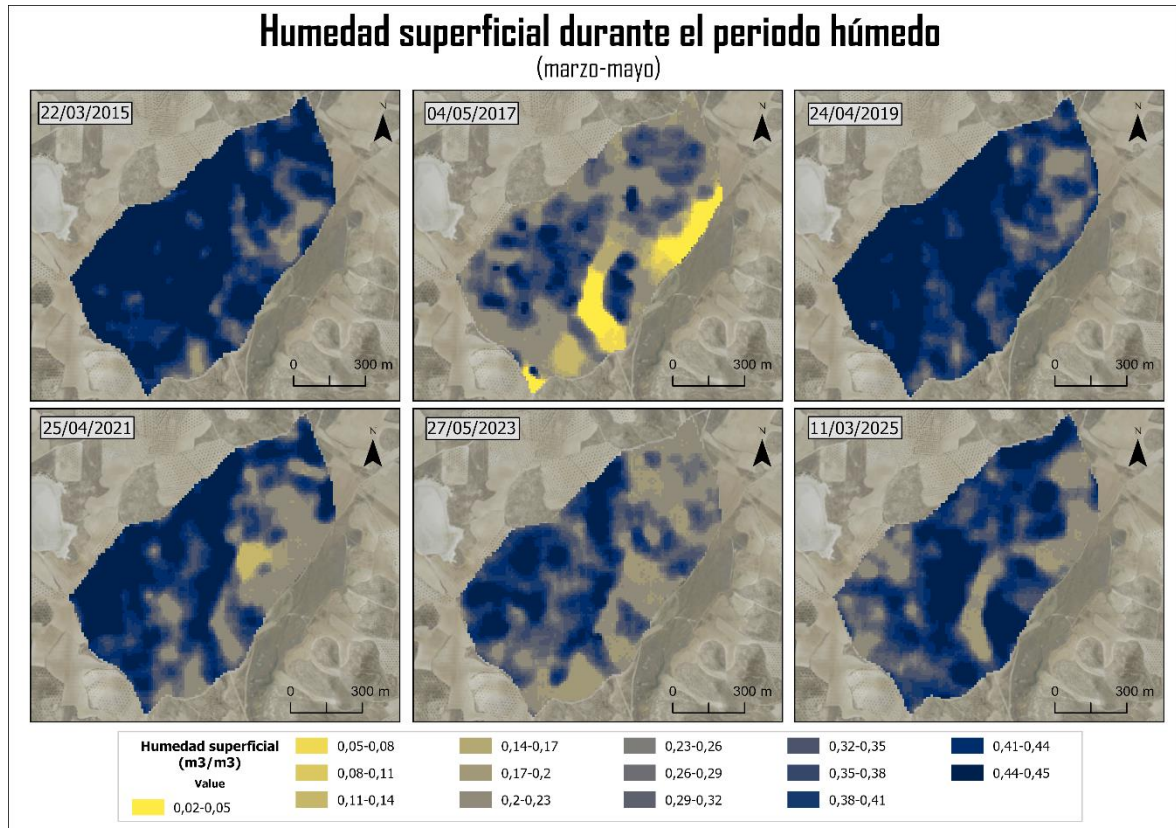 Humedad superficial durante el periodo húmedo
(marzo-mayo)
22/03/2015
N
0 300 m
04/05/2017
N
0 300 m
24/04/2019
N
0 300 m
25/04/2021
N
0 300 m
27/05/2023
N
0 300 m
11/03/2025
N
0 300 m
Humedad superficial
(m3/m3)
Value
0,02-0,05
0,05-0,08
0,08-0,11
0,11-0,14
0,14-0,17
0,17-0,2
0,2-0,23
0,23-0,26
0,26-0,29
0,29-0,32
0,32-0,35
0,35-0,38
0,38-0,41
0,41-0,44
0,44-0,45